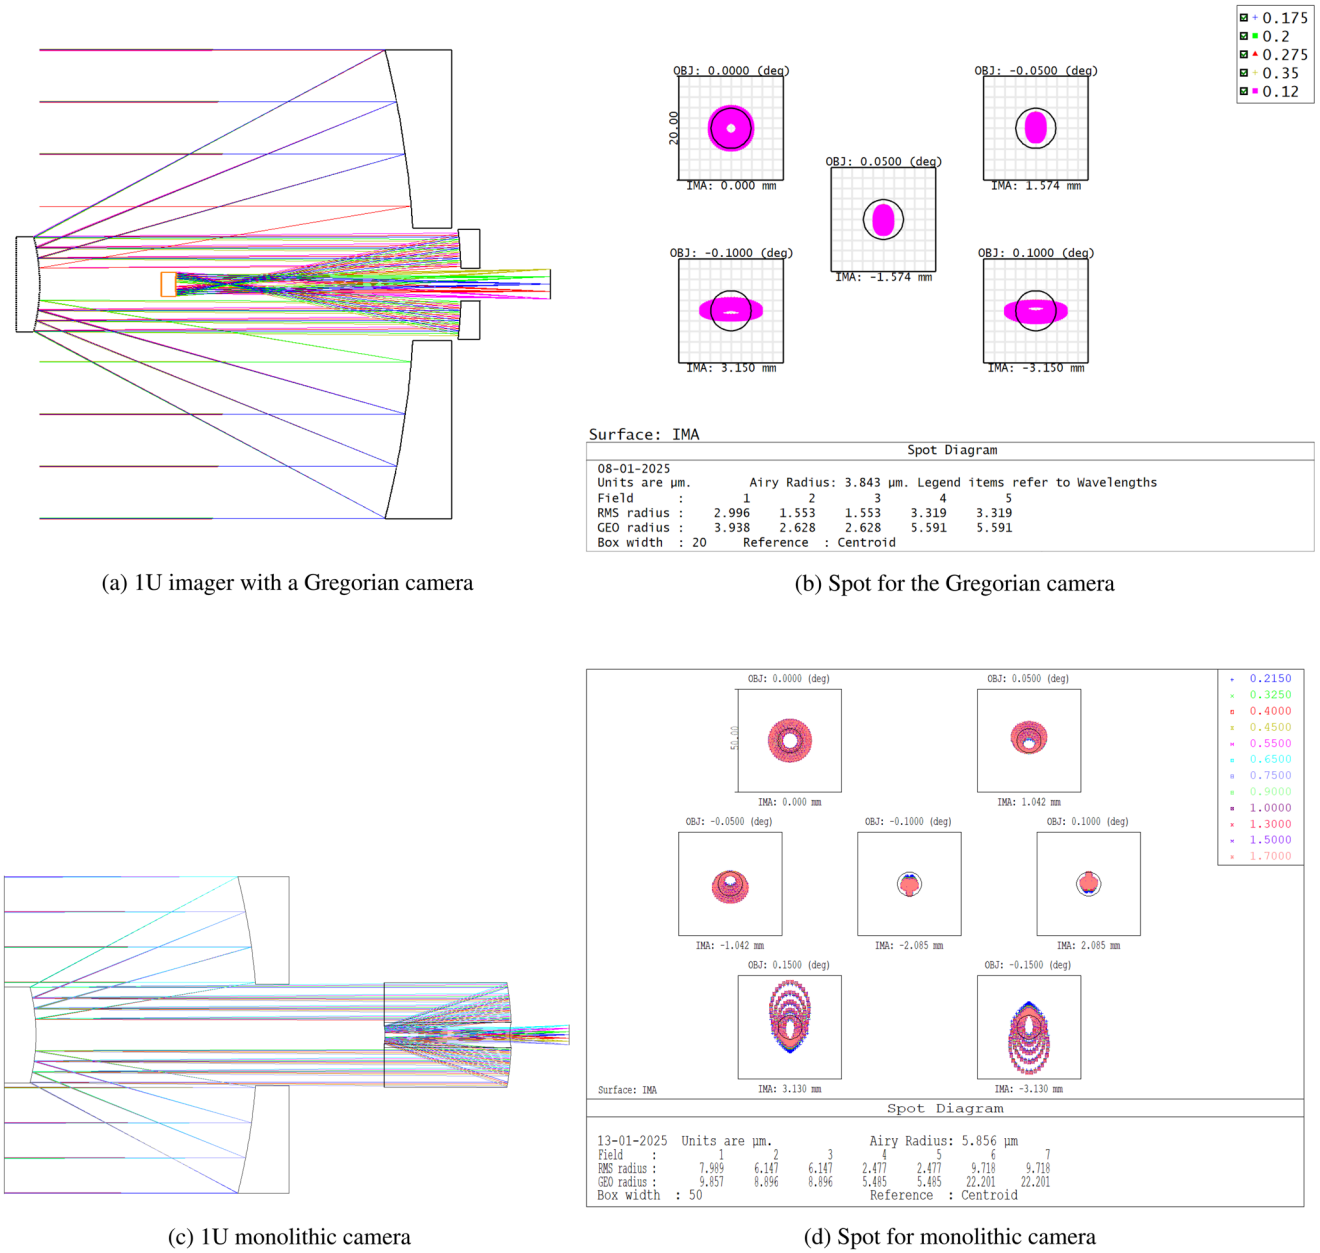 0.175
0.2
0.275
0.35
0.12
OBJ: 0.0000 (deg)
OBJ: -0.0500 (deg)
20.00
OBJ: 0.0500 (deg)
IMA: 0.000 mm
IMA: 1.574 mm
OBJ: -0.1000 (deg)
OBJ: 0.1000 (deg)
IMA: -1.574 mm
IMA: 3.150 mm
IMA: -3.150 mm
Surface: IMA
Spot Diagram
08-01-2025
Units are µm. Airy Radius: 3.843 µm. Legend items refer to Wavelengths
Field : 1 2 3 4 5
RMS radius : 2.996 1.553 1.553 3.319 3.319
GEO radius : 3.938 2.628 2.628 5.591 5.591
Box width : 20 Reference : Centroid
(a) 1U imager with a Gregorian camera
(b) Spot for the Gregorian camera
OBJ: 0.0000 (deg)
OBJ: 0.0500 (deg)
0.2150
0.3250
0.4000
0.4500
0.5500
0.6500
0.7500
0.9000
1.0000
1.3000
1.5000
1.7000
50.00
IMA: 0.000 mm
IMA: 1.042 mm
OBJ: -0.0500 (deg)
OBJ: -0.1000 (deg)
OBJ: 0.1000 (deg)
IMA: -1.042 mm
IMA: -2.085 mm
IMA: 2.085 mm
OBJ: 0.1500 (deg)
OBJ: -0.1500 (deg)
IMA: 3.130 mm
IMA: -3.130 mm
Surface: IMA
Spot Diagram
13-01-2025 Units are µm. Airy Radius: 5.856 µm
Field : 1 2 3 4 5 6 7
RMS radius : 7.989 6.147 6.147 2.477 2.477 9.718 9.718
GEO radius : 9.857 8.896 8.896 5.485 5.485 22.201 22.201
Box width : 50 Reference : Centroid
(c) 1U monolithic camera
(d) Spot for monolithic camera